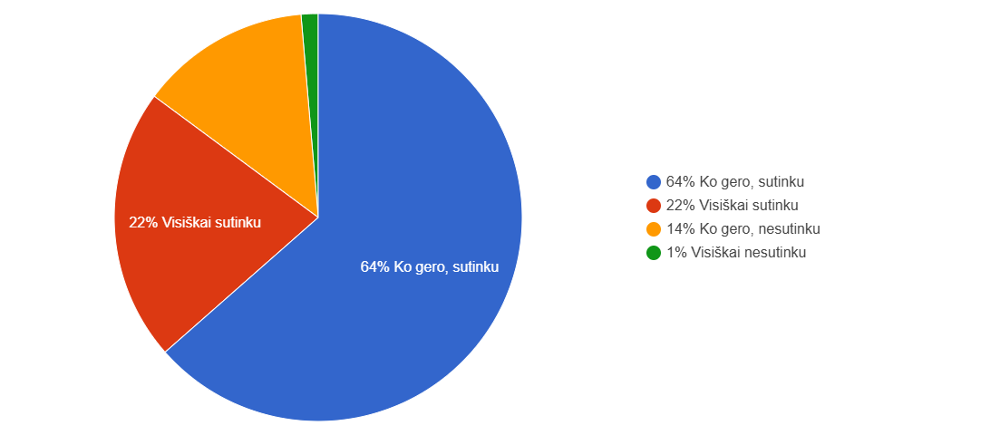 22% Visiškai sutinku
64% Ko gero, sutinku
64% Ko gero, sutinku
22% Visiškai sutinku
14% Ko gero, nesutinku
1% Visiškai nesutinku